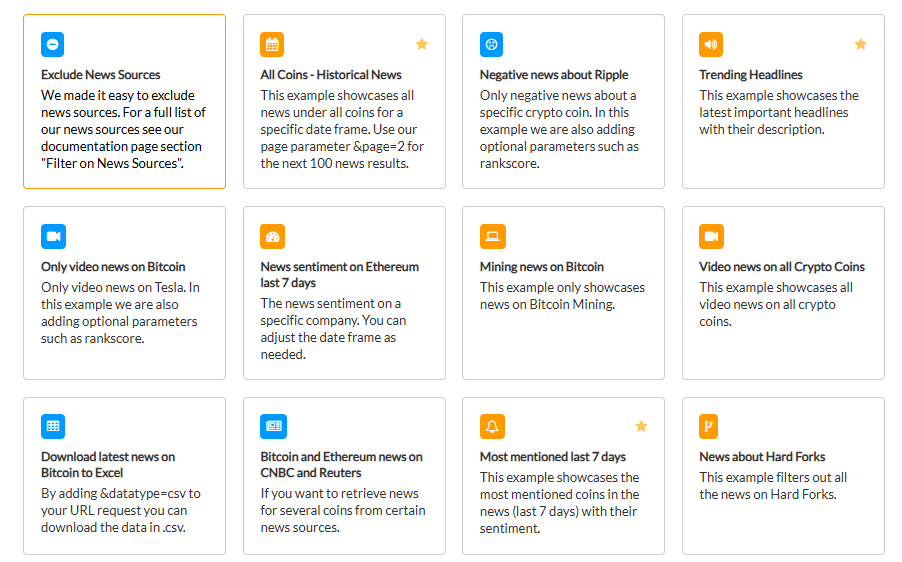 Exclude News Sources
We made it easy to exclude
news sources. For a full list of
our news sources see our
documentation page section
"Filter on News Sources".
All Coins - Historical News
This example showcases all
news under all coins for a
specific date frame. Use our
page parameter &page=2 for
the next 100 news results.
Negative news about Ripple
Only negative news about a
specific crypto coin. In this
example we are also adding
optional parameters such as
rankscore.
Trending Headlines
This example showcases the
latest important headlines
with their description.
Only video news on Bitcoin
Only video news on Tesla. In
this example we are also
adding optional parameters
such as rankscore.
News sentiment on Ethereum
last 7 days
The news sentiment on a
specific company. You can
adjust the date frame as
needed.
Mining news on Bitcoin
This example only showcases
news on Bitcoin Mining.
Video news on all Crypto Coins
This example showcases all
video news on all crypto
coins.
Download latest news on
Bitcoin to Excel
By adding &datatype=csv to
your URL request you can
download the data in .csv.
Bitcoin and Ethereum news on
CNBC and Reuters
If you want to retrieve news
for several coins from certain
news sources.
Most mentioned last 7 days
This example showcases the
most mentioned coins in the
news (last 7 days) with their
sentiment.
News about Hard Forks
This example filters out all
the news on Hard Forks.